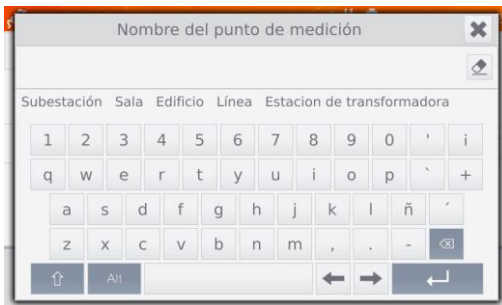 Nombre del punto de medición
Subestación Sala Edificio Línea Estacion de transformadora
1 2 3 4 5 6 7 8 9 0 ' i
q w e r t y u i o p ` +
a s d f g h j k l ñ ´
z x c v b n m , . -
Alt